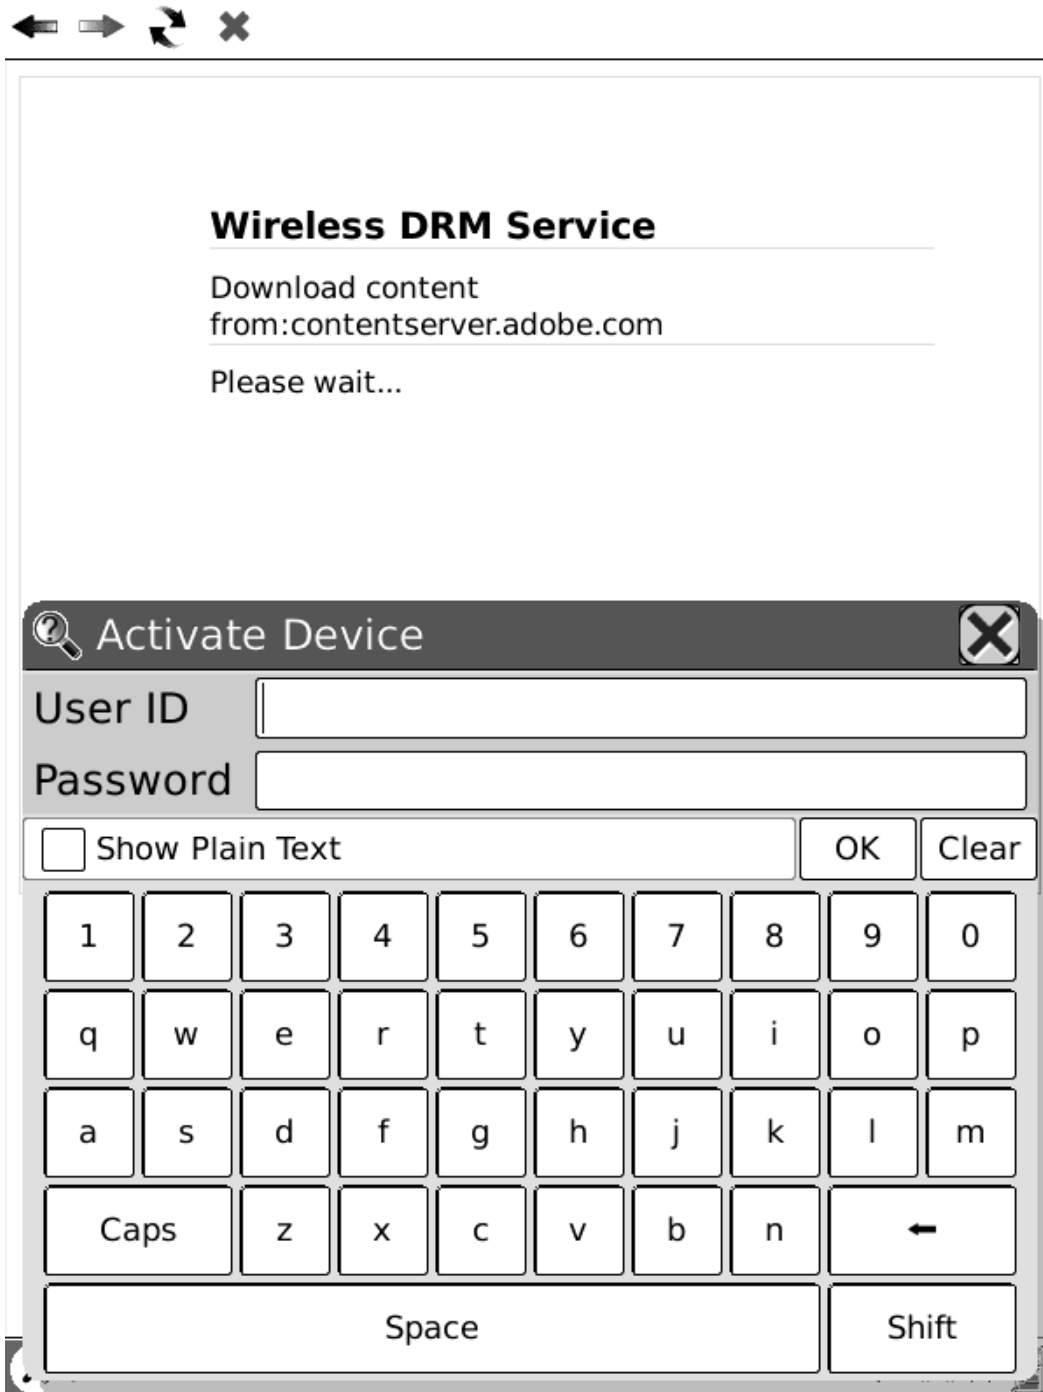 Wireless DRM Service
Download content
from:contentserver.adobe.com
Please wait...
Activate Device
User ID
Password
Show Plain Text OK Clear
1 2 3 4 5 6 7 8 9 0
q w e r t y u i o p
a s d f g h j k l m
Caps z x c v b n
Space Shift